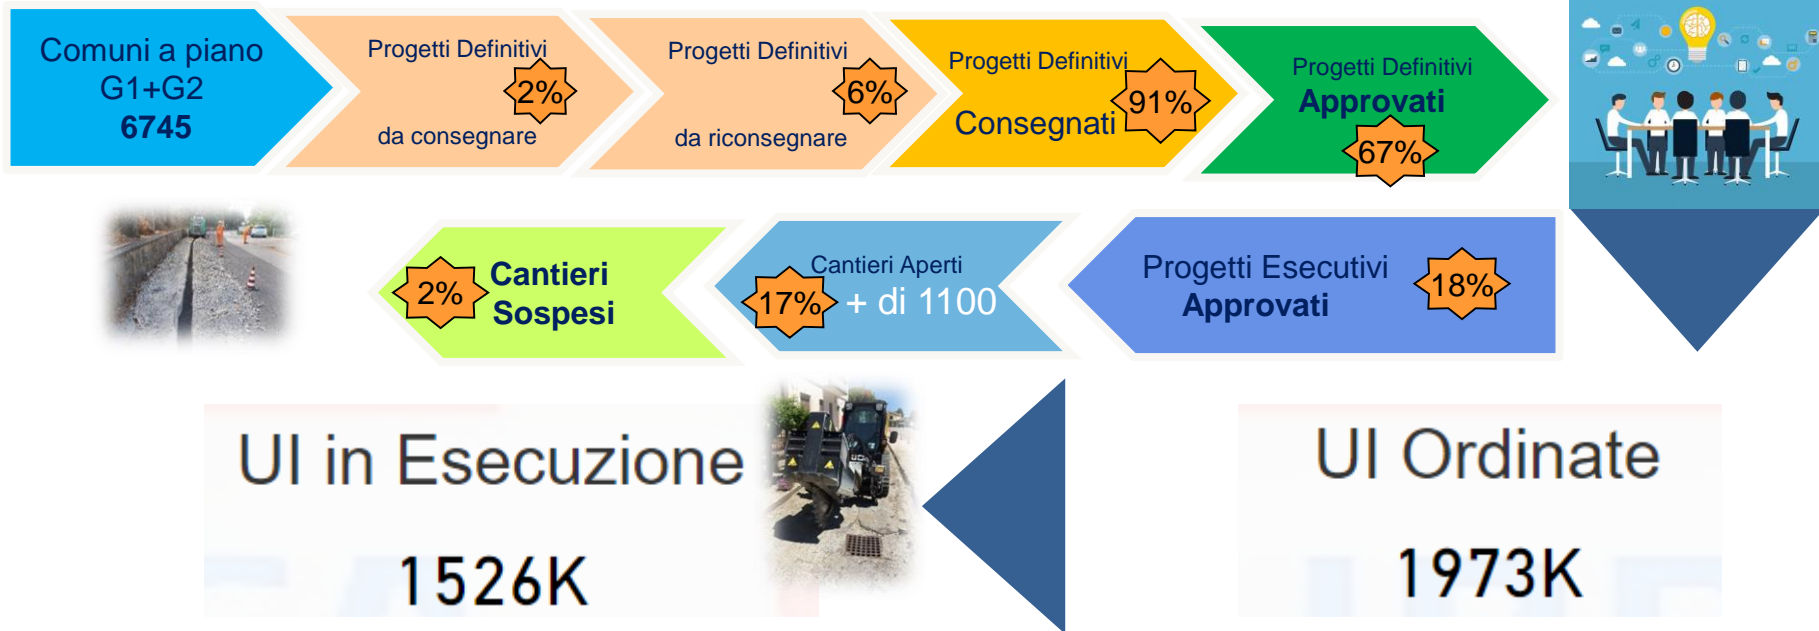 Comuni a piano
G1+G2
6745
Progetti Definitivi
2%
da consegnare
Progetti Definitivi
6%
da riconsegnare
Progetti Definitivi
91%
Consegnati
Progetti Definitivi
Approvati
67%
2%
Cantieri
Sospesi
Cantieri Aperti
17% + di 1100
Progetti Esecutivi
Approvati
18%
UI in Esecuzione
1526K
UI Ordinate
1973K